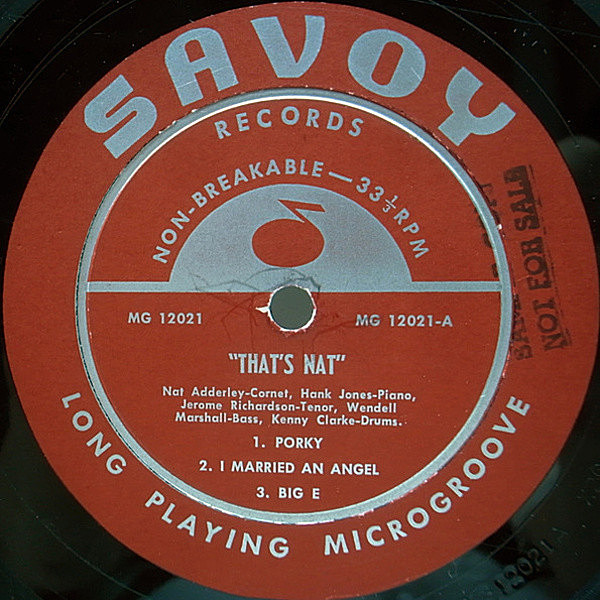 SAVOY
RECORDS
NON-BREAKABLE—33⅓RPM
MG 12021
MG 12021-A
"THAT'S NAT"
Nat Adderley-Cornet, Hank Jones-Piano,
Jerome Richardson-Tenor, Wendell
Marshall-Bass, Kenny Clarke-Drums.
1. PORKY
2. I MARRIED AN ANGEL
3. BIG E
LONG PLAYING MICROGROOVE
NOT FOR SALE
12021 A